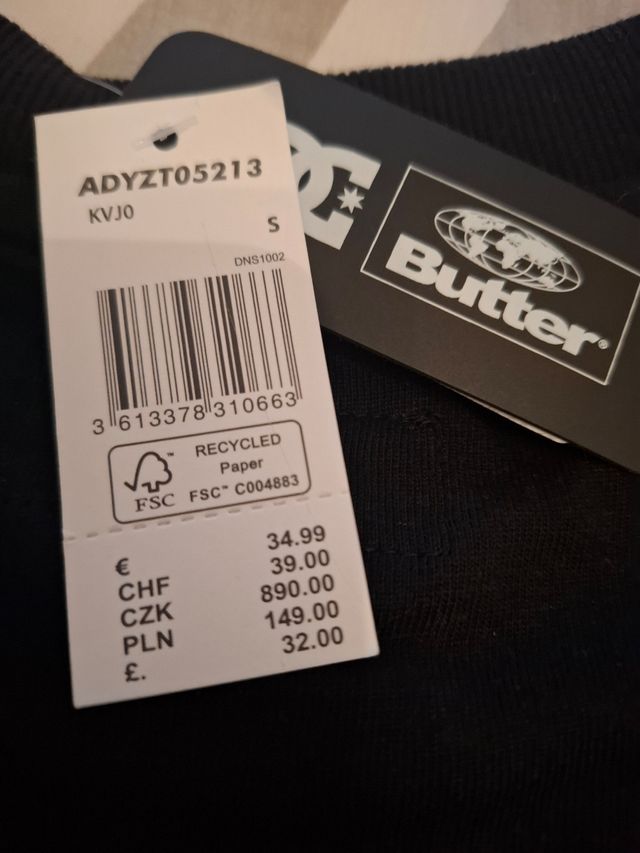 ADYZT05213
KVJ0
S
DNS1002
3 613378 310663
RECYCLED
Paper
FSC™ C004883
FSC
€ 34.99
CHF 39.00
CZK 890.00
PLN 149.00
£. 32.00
DC
Butter®